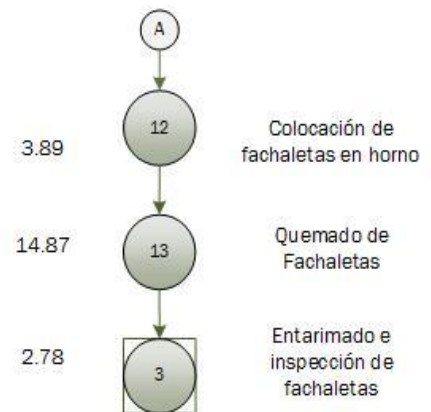 A
3.89
12
Colocación de
fachaletas en horno
14.87
13
Quemado de
Fachaletas
2.78
3
Entarimado e
inspección de
fachaletas